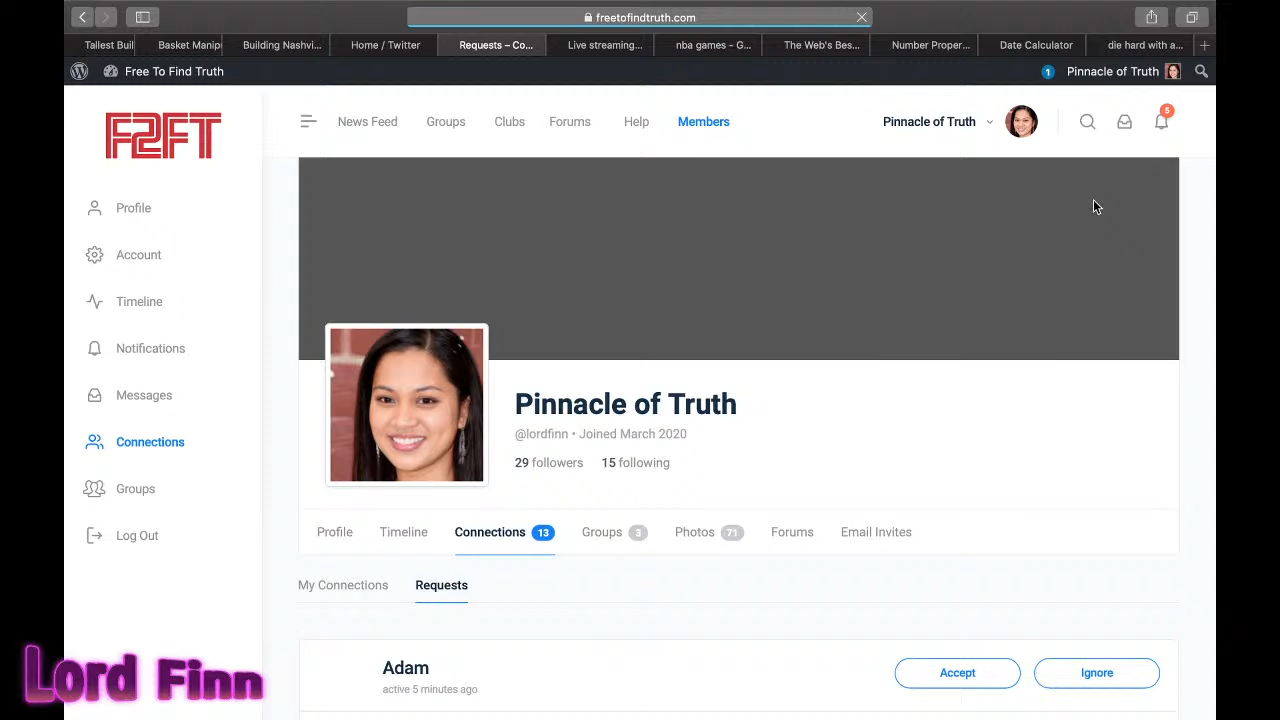 freetofindtruth.com
Tallest Buil
Basket Manip
Building Nashvi...
Home / Twitter
Requests – Co...
Live streaming...
nba games - G...
The Web's Bes...
Number Proper...
Date Calculator
die hard with a...
Free To Find Truth
1
Pinnacle of Truth
F2FT
News Feed
Groups
Clubs
Forums
Help
Members
Pinnacle of Truth
5
Profile
Account
Timeline
Notifications
Messages
Connections
Groups
Log Out
Pinnacle of Truth
@lordfinn • Joined March 2020
29 followers 15 following
Profile
Timeline
Connections 13
Groups 3
Photos 71
Forums
Email Invites
My Connections
Requests
Adam
active 5 minutes ago
Accept
Ignore
Lord Finn